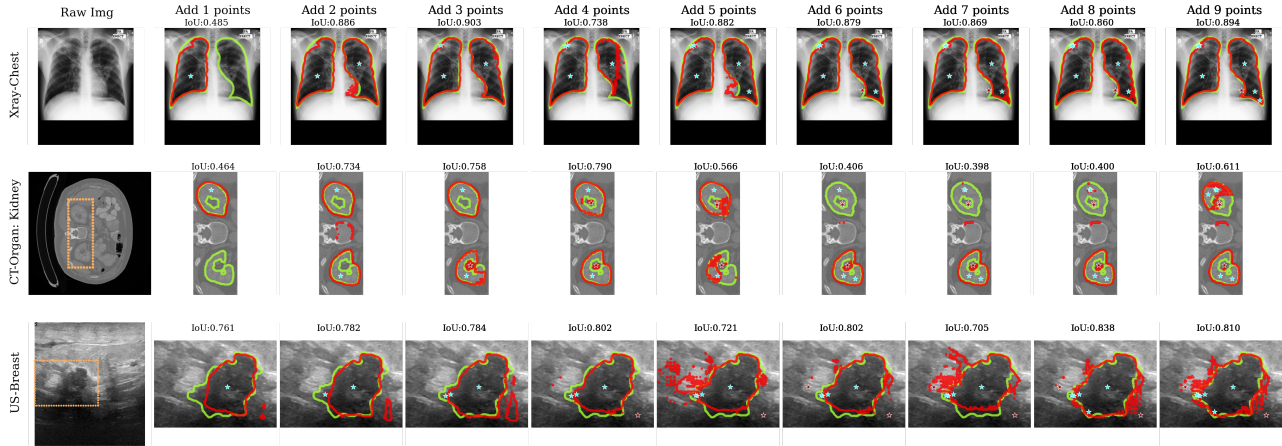 Raw Img Add 1 points Add 2 points Add 3 points Add 4 points Add 5 points Add 6 points Add 7 points Add 8 points Add 9 points
IoU:0.485 IoU:0.886 IoU:0.903 IoU:0.738 IoU:0.882 IoU:0.879 IoU:0.869 IoU:0.860 IoU:0.894
Xray-Chest
IoU:0.464 IoU:0.734 IoU:0.758 IoU:0.790 IoU:0.566 IoU:0.406 IoU:0.398 IoU:0.400 IoU:0.611
CT-Organ: Kidney
IoU:0.761 IoU:0.782 IoU:0.784 IoU:0.802 IoU:0.721 IoU:0.802 IoU:0.705 IoU:0.838 IoU:0.810
US-Breast